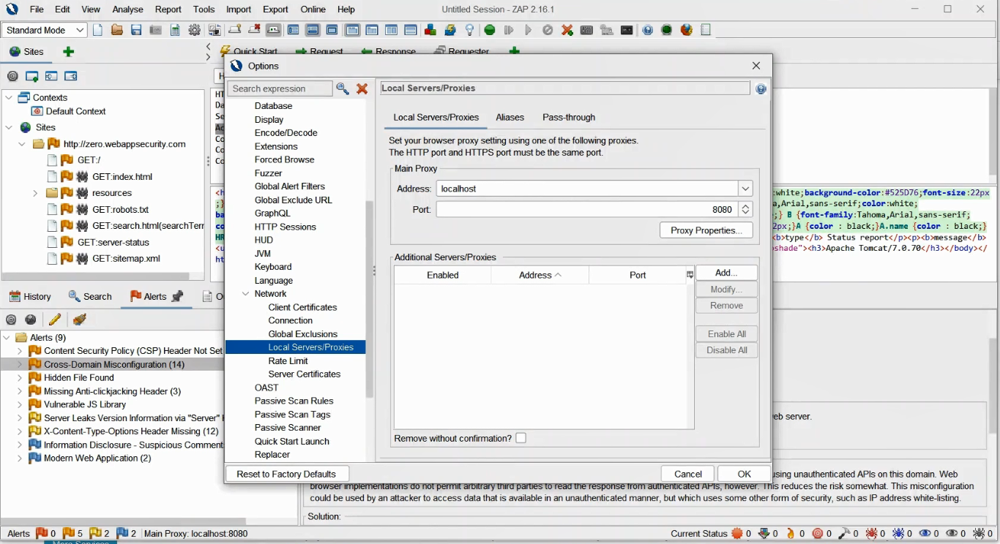 File Edit View Analyse Report Tools Import Export Online Help Untitled Session - ZAP 2.16.1
Standard Mode
Sites
Quick Start Request Response Requester
Contexts
Default Context
Sites
http://zero.webappsecurity.com
GET:/
GET:index.html
resources
GET:robots.txt
GET:search.html(searchTerr
GET:server-status
GET:sitemap.xml
History Search Alerts
Alerts (9)
Content Security Policy (CSP) Header Not Set
Cross-Domain Misconfiguration (14)
Hidden File Found
Missing Anti-clickjacking Header (3)
Vulnerable JS Library
Server Leaks Version Information via "Server"
X-Content-Type-Options Header Missing (12)
Information Disclosure - Suspicious Comment
Modern Web Application (2)
Options
Search expression
Database
Display
Encode/Decode
Extensions
Forced Browse
Fuzzer
Global Alert Filters
Global Exclude URL
GraphQL
HTTP Sessions
HUD
JVM
Keyboard
Language
Network
Client Certificates
Connection
Global Exclusions
Local Servers/Proxies
Rate Limit
Server Certificates
OAST
Passive Scan Rules
Passive Scan Tags
Passive Scanner
Quick Start Launch
Replacer
Local Servers/Proxies
Local Servers/Proxies Aliases Pass-through
Set your browser proxy setting using one of the following proxies.
The HTTP port and HTTPS port must be the same port.
Main Proxy
Address: localhost
Port: 8080
Proxy Properties...
Additional Servers/Proxies
Enabled Address Port
Add...
Modify...
Remove
Enable All
Disable All
Remove without confirmation?
Reset to Factory Defaults Cancel OK
:white;background-color:#525D76;font-size:22px
a,Arial,sans-serif;color:white;
;} B {font-family:Tahoma,Arial,sans-serif;
2px;}A {color : black;}A.name {color : black;}
<b>type</b> Status report</p><p><b>message</b>
oshade"><h3>Apache Tomcat/7.0.70</h3></body></
eb server.
using unauthenticated APIs on this domain. Web
browser implementations do not permit arbitrary third parties to read the response from authenticated APIs, however. This reduces the risk somewhat. This misconfiguration
could be used by an attacker to access data that is available in an unauthenticated manner, but which uses some other form of security, such as IP address white-listing.
Solution:
Alerts 0 5 2 2 Main Proxy: localhost:8080 Current Status 0 0 0 0 0 0 0 0 0 0